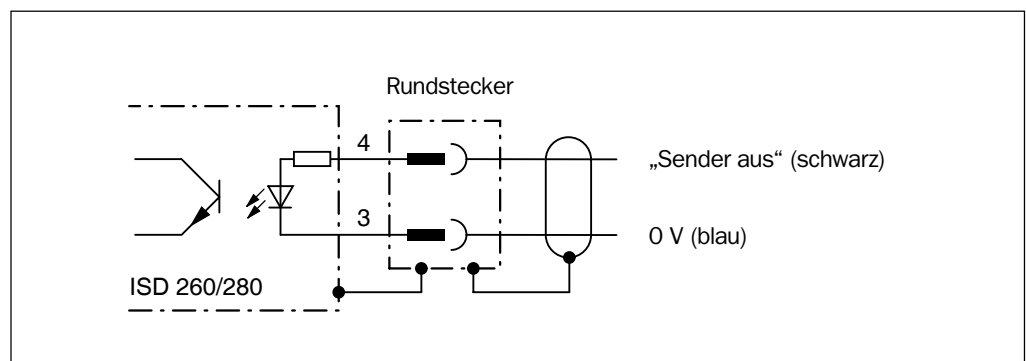 Rundstecker
4
„Sender aus“ (schwarz)
3
0 V (blau)
ISD 260/280